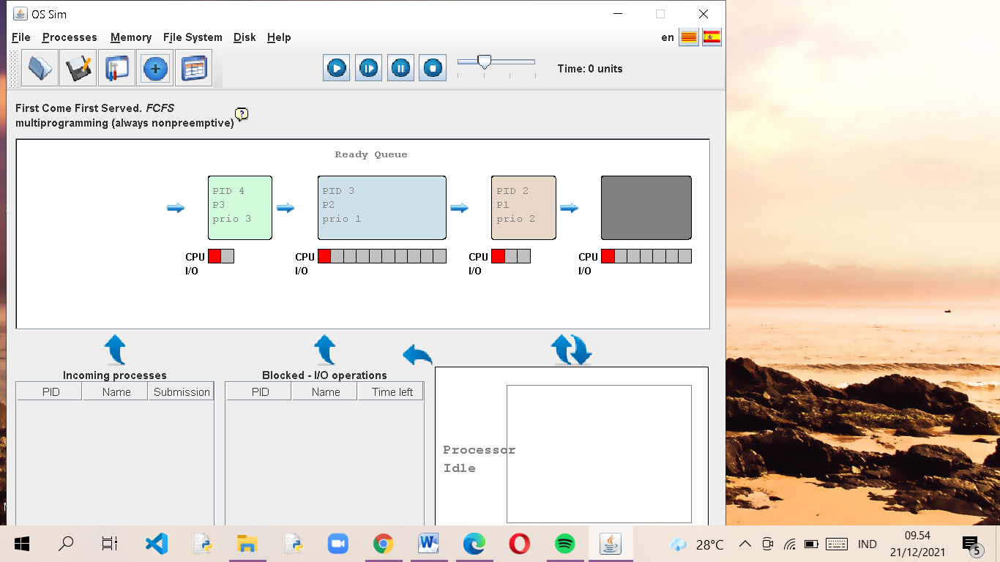 OS Sim
File Processes Memory File System Disk Help
en
Time: 0 units
First Come First Served. FCFS
multiprogramming (always nonpreemptive)
?
Ready Queue
PID 4
P3
prio 3
CPU
I/O
PID 3
P2
prio 1
CPU
I/O
PID 2
P1
prio 2
CPU
I/O
CPU
I/O
Incoming processes
PID Name Submission
Blocked - I/O operations
PID Name Time left
Processor
Idle
28°C
IND
09.54
21/12/2021
5